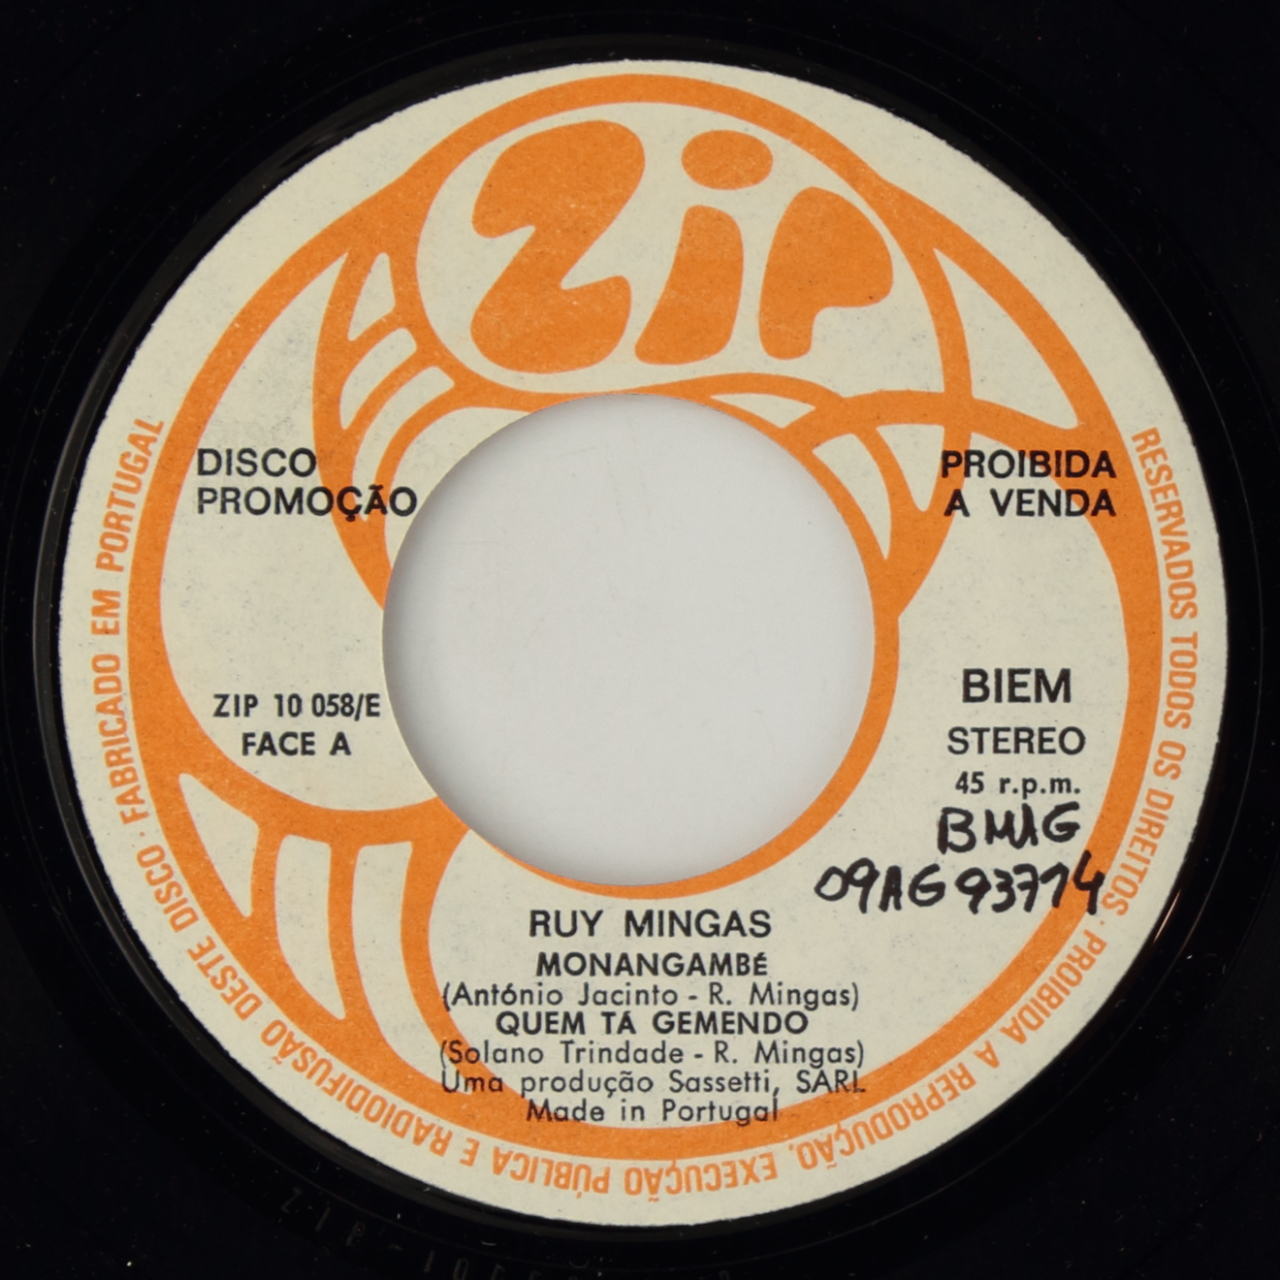 Zip
DISCO
PROMOÇÃO
PROIBIDA
A VENDA
ZIP 10 058/E
FACE A
BIEM
STEREO
45 r.p.m.
BMAG
09AG93774
RUY MINGAS
MONANGAMBÉ
(António Jacinto - R. Mingas)
QUEM TÁ GEMENDO
(Solano Trindade - R. Mingas)
Uma produção Sassetti, SARL
Made in Portugal
RESERVADOS TODOS OS DIREITOS · PROIBIDA A REPRODUÇÃO, EXECUÇÃO PÚBLICA E RADIODIFUSÃO DESTE DISCO · FABRICADO EM PORTUGAL